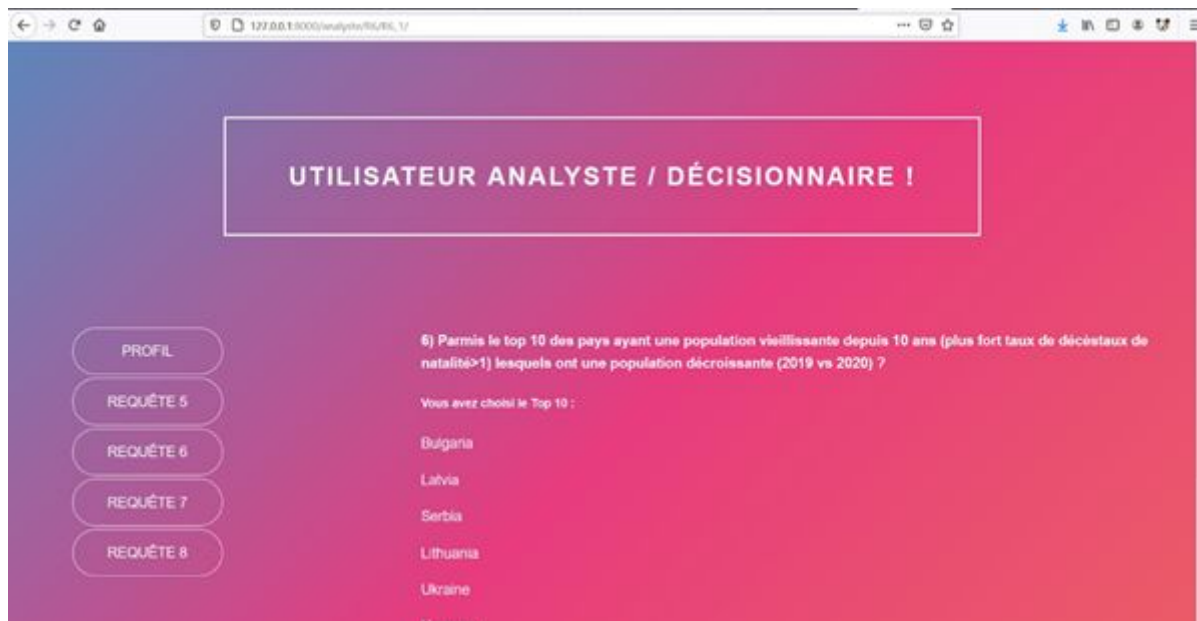 127.0.0.1:8000/analyste/R6/R6_1/
UTILISATEUR ANALYSTE / DÉCISIONNAIRE !
PROFIL
REQUÊTE 5
REQUÊTE 6
REQUÊTE 7
REQUÊTE 8
6) Parmis le top 10 des pays ayant une population vieillissante depuis 10 ans (plus fort taux de décèstaux de
natalité>1) lesquels ont une population décroissante (2019 vs 2020) ?
Vous avez choisi le Top 10 :
Bulgaria
Latvia
Serbia
Lithuania
Ukraine